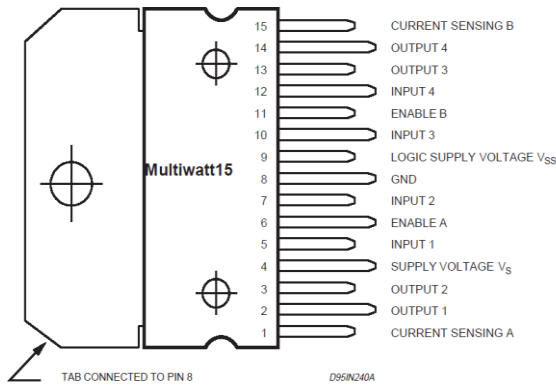 15 CURRENT SENSING B
14 OUTPUT 4
13 OUTPUT 3
12 INPUT 4
11 ENABLE B
10 INPUT 3
9 LOGIC SUPPLY VOLTAGE VSS
Multiwatt15
8 GND
7 INPUT 2
6 ENABLE A
5 INPUT 1
4 SUPPLY VOLTAGE VS
3 OUTPUT 2
2 OUTPUT 1
1 CURRENT SENSING A
TAB CONNECTED TO PIN 8
D95IN240A